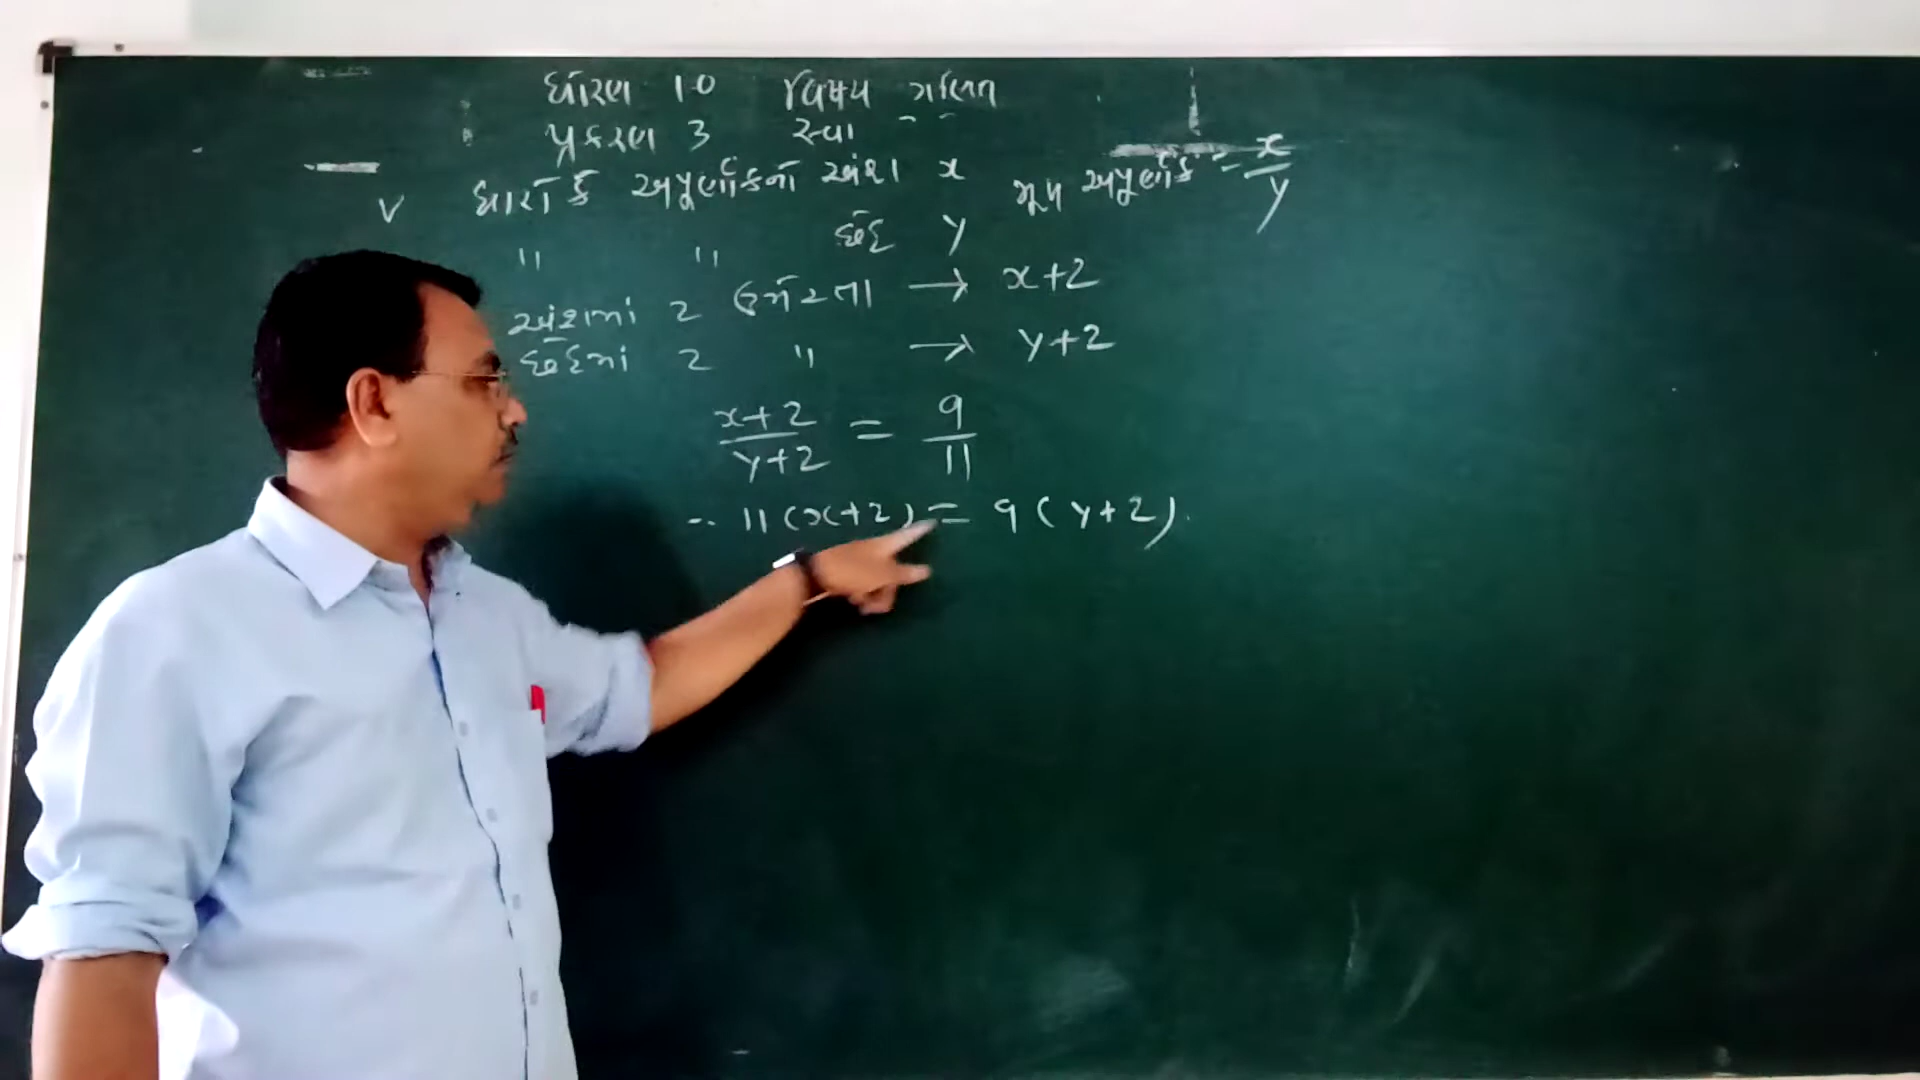 ધોરણ 10 વિષય ગણિત
પ્રકરણ 3 સ્વા - -
V ધારો કે અપૂર્ણાંકનો અંશ x મૂળ અપૂર્ણાંક = x/y
" " છેદ y
અંશમાં 2 ઉમેરતા → x+2
છેદમાં 2 " → y+2
x+2/y+2 = 9/11
∴ 11(x+2) = 9(y+2).